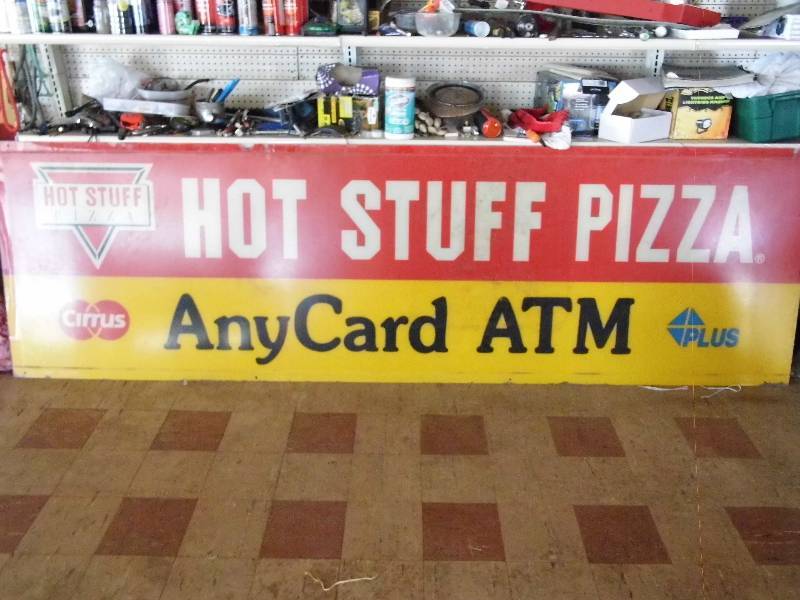 HOT STUFF
PIZZA
HOT STUFF PIZZA®
Cirrus
AnyCard ATM
PLUS